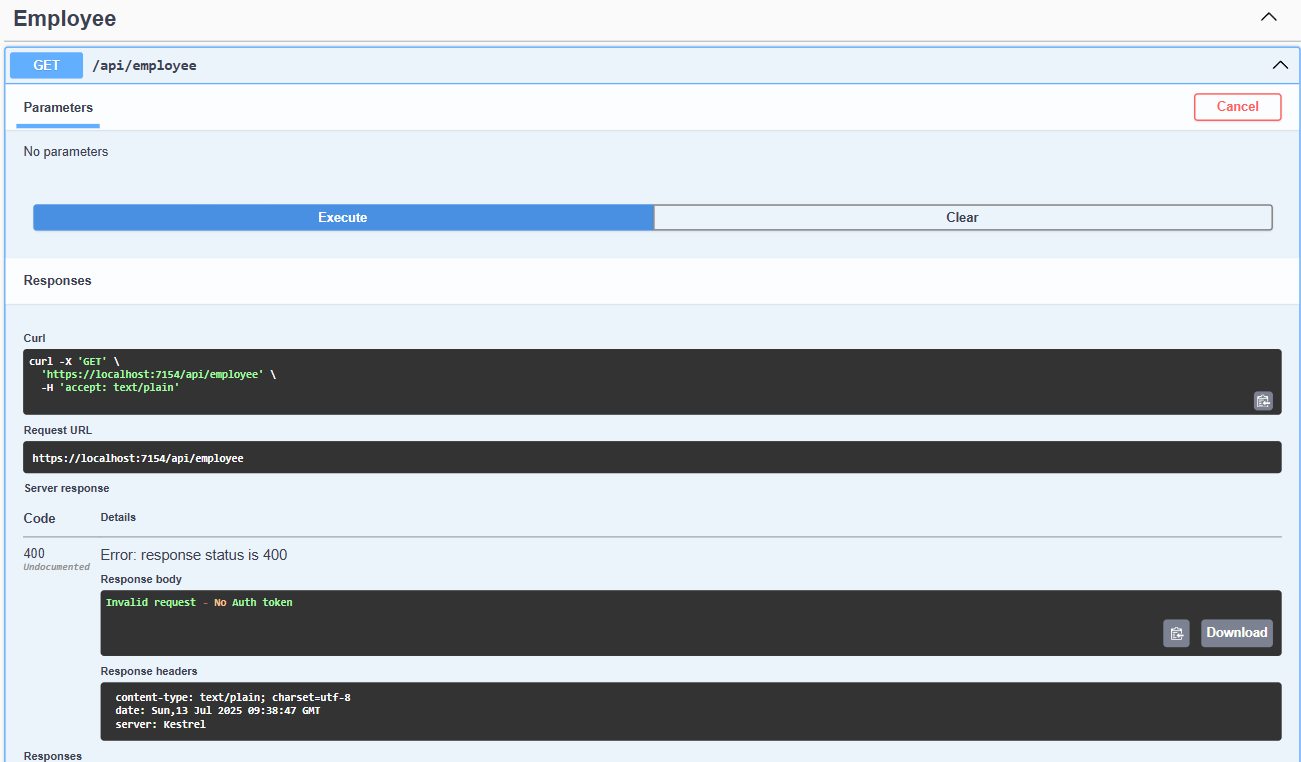 Employee
GET /api/employee
Parameters
Cancel
No parameters
Execute
Clear
Responses
Curl
curl -X 'GET' \
'https://localhost:7154/api/employee' \
-H 'accept: text/plain'
Request URL
https://localhost:7154/api/employee
Server response
Code Details
400 Error: response status is 400
Undocumented
Response body
Invalid request - No Auth token
Download
Response headers
content-type: text/plain; charset=utf-8
date: Sun,13 Jul 2025 09:38:47 GMT
server: Kestrel
Responses